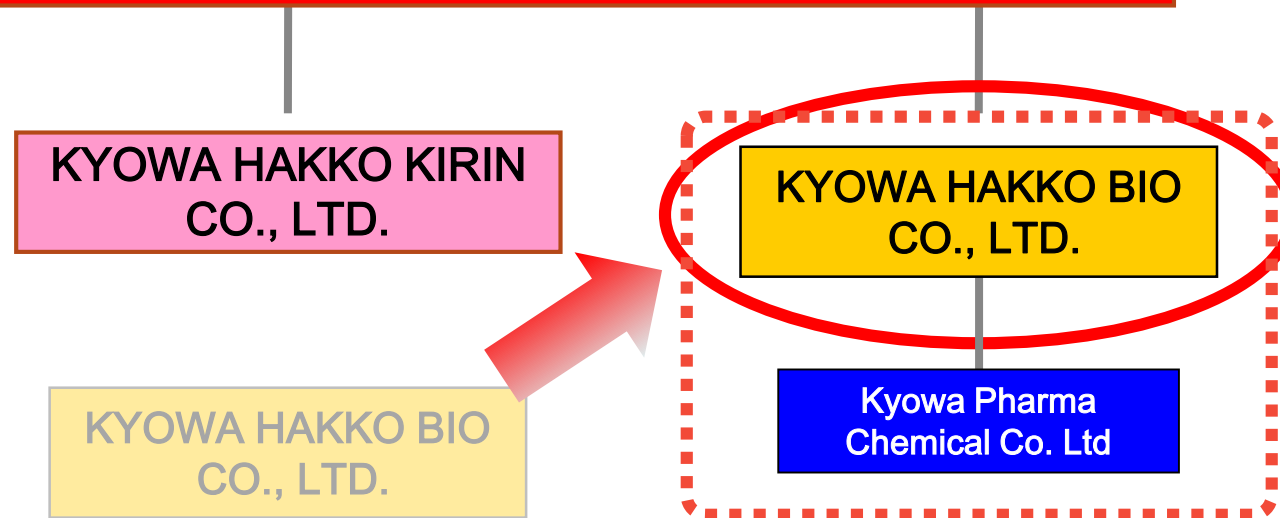 KYOWA HAKKO KIRIN
CO., LTD.
KYOWA HAKKO BIO
CO., LTD.
KYOWA HAKKO BIO
CO., LTD.
Kyowa Pharma
Chemical Co. Ltd